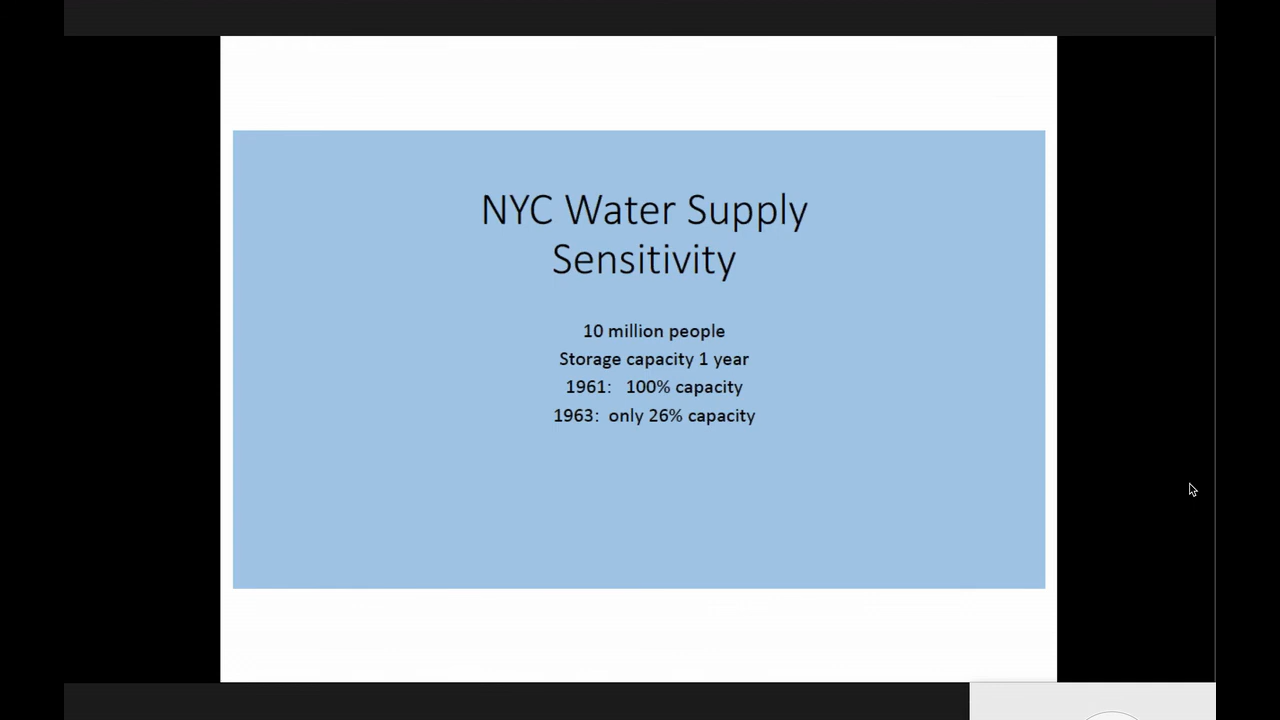 NYC Water Supply
Sensitivity
10 million people
Storage capacity 1 year
1961:   100% capacity
1963:  only 26% capacity